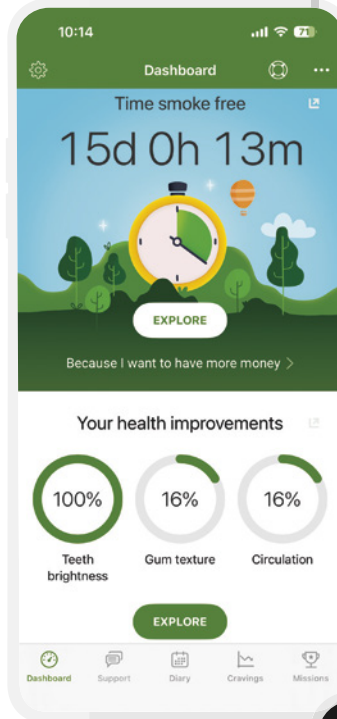 10:14
71
Dashboard
Time smoke free
15d 0h 13m
EXPLORE
Because I want to have more money >
Your health improvements
100%
16%
16%
Teeth
brightness
Gum texture
Circulation
EXPLORE
Dashboard
Support
Diary
Cravings
Missions